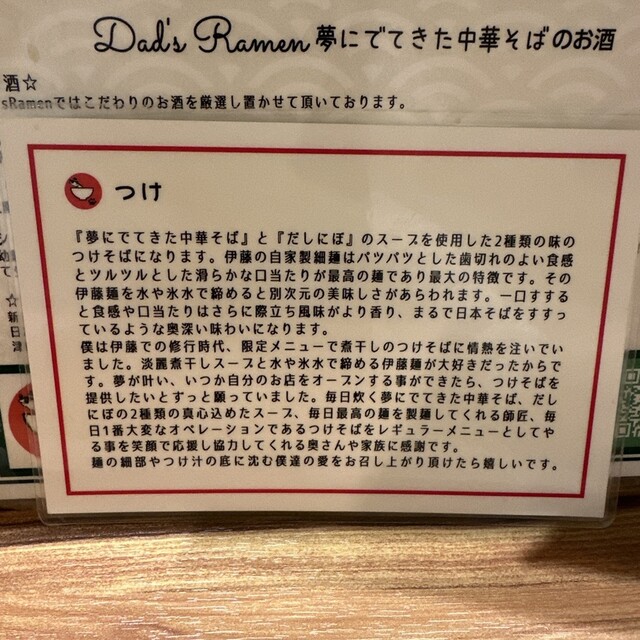 Dad's Ramen 夢にでてきた中華そばのお酒
酒☆
sRamenではこだわりのお酒を厳選し置かせて頂いております。
つけ
『夢にでてきた中華そば』と『だしにぼ』のスープを使用した2種類の味の
つけそばになります。伊藤の自家製細麺はパツパツとした歯切れのよい食感
とツルツルとした滑らかな口当たりが最高の麺であり最大の特徴です。その
伊藤麺を水や氷水で締めると別次元の美味しさがあらわれます。一口すする
と食感や口当たりはさらに際立ち風味がより香り、まるで日本そばをすすっ
ているような奥深い味わいになります。
僕は伊藤での修行時代、限定メニューで煮干しのつけそばに情熱を注いでい
ました。淡麗煮干しスープと水や氷水で締める伊藤麺が大好きだったからで
す。夢が叶い、いつか自分のお店をオープンする事ができたら、つけそばを
提供したいとずっと願っていました。毎日炊く夢にでてきた中華そば、だし
にぼの2種類の真心込めたスープ、毎日最高の麺を製麺してくれる師匠、毎
日1番大変なオペレーションであるつけそばをレギュラーメニューとしてや
る事を笑顔で応援し協力してくれる奥さんや家族に感謝です。
麺の細部やつけ汁の底に沈む僕達の愛をお召し上がり頂けたら嬉しいです。